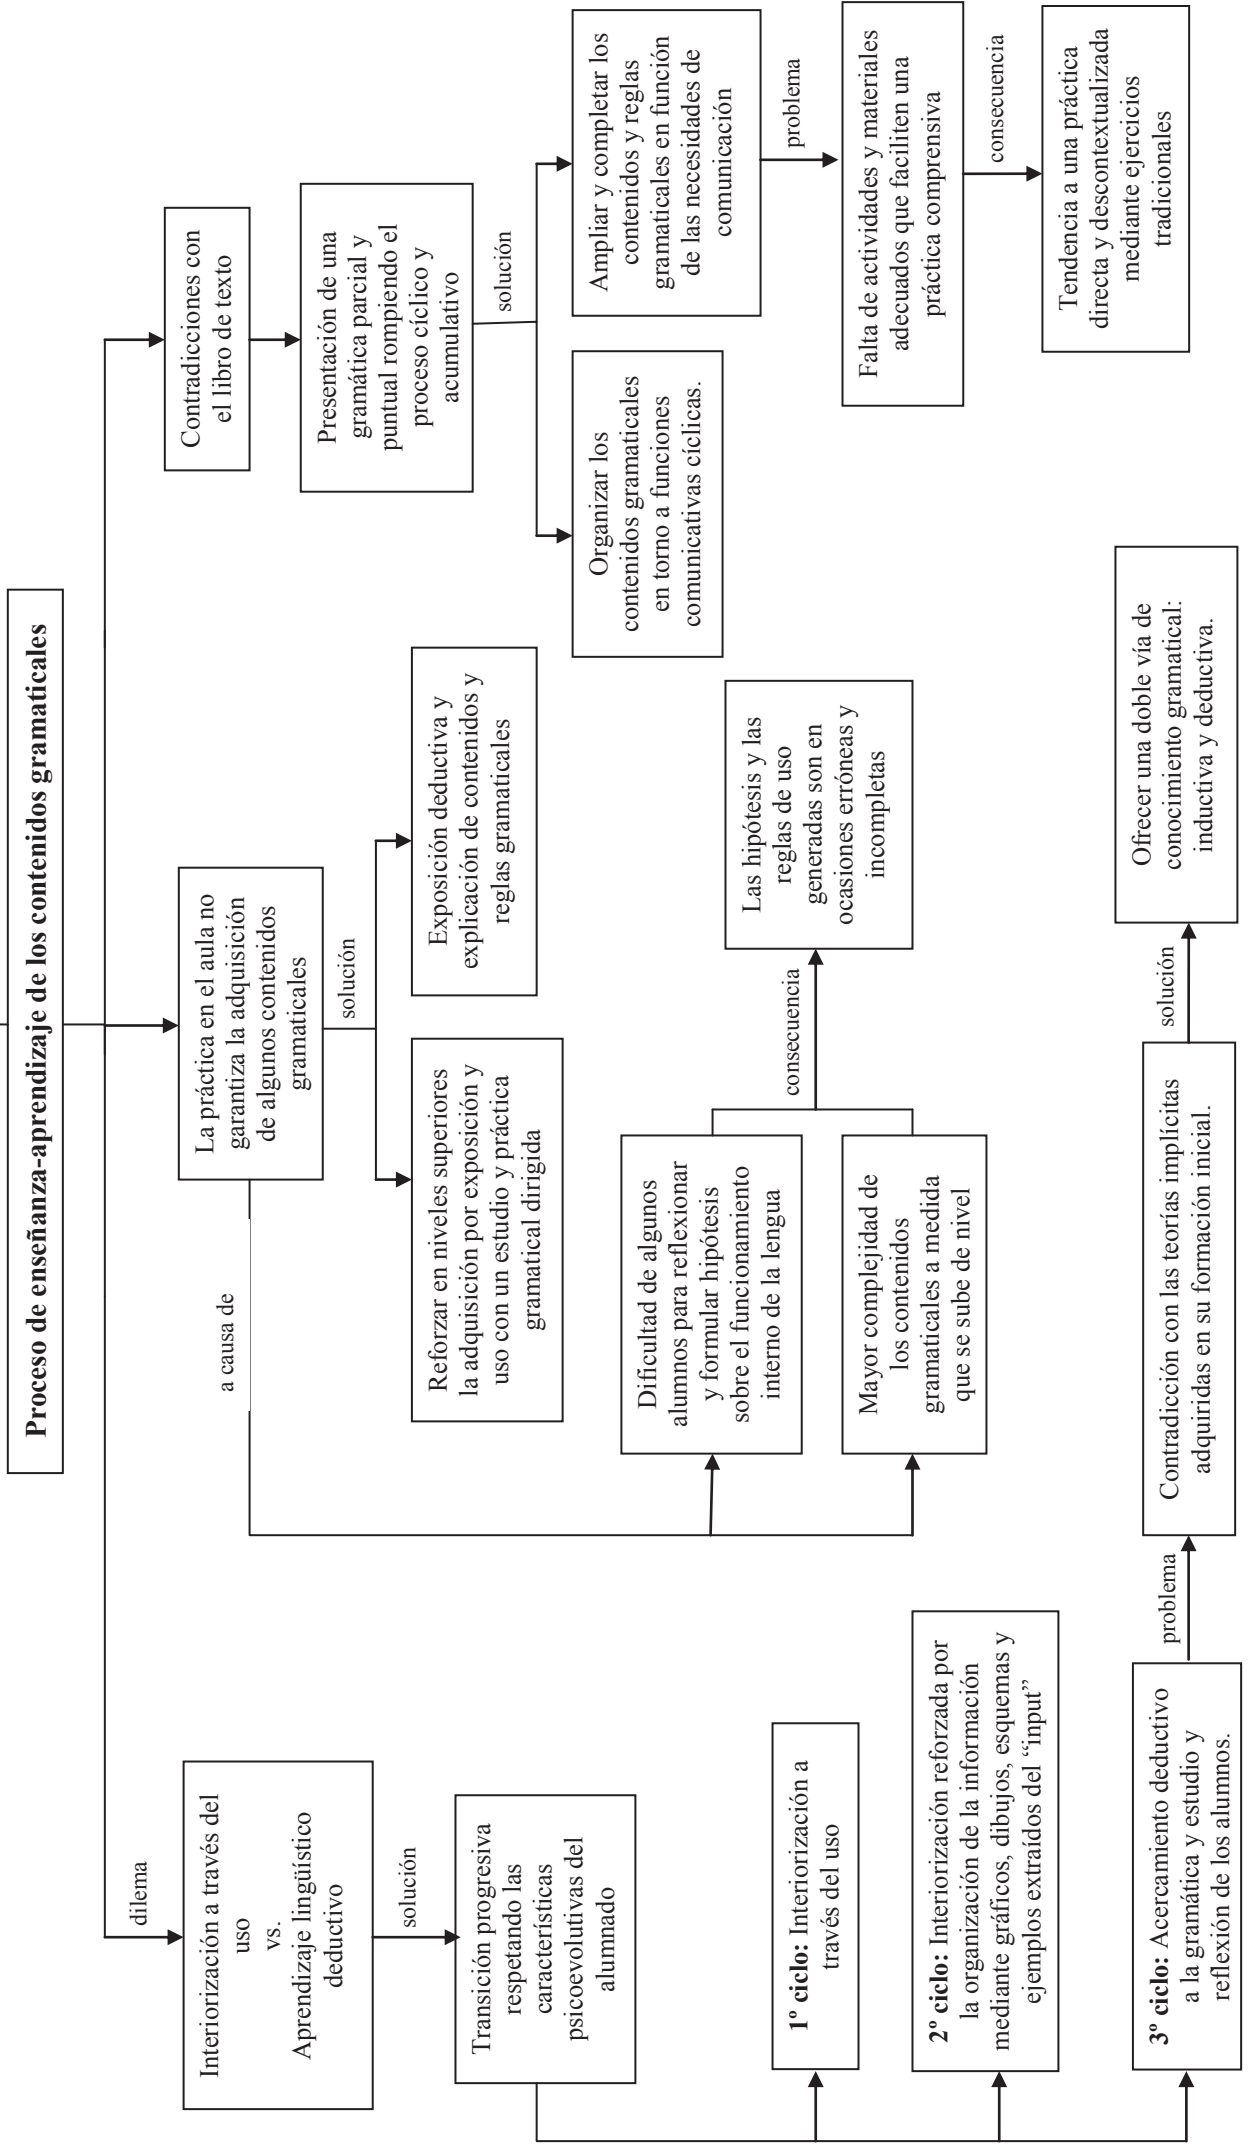 Proceso de enseñanza-aprendizaje de los contenidos gramaticales
dilema
Interiorización a través del
uso
vs.
Aprendizaje lingüístico
deductivo
solución
Transición progresiva
respetando las
características
psicoevolutivas del
alumnado
1º ciclo: Interiorización a
través del uso
2º ciclo: Interiorización reforzada por
la organización de la información
mediante gráficos, dibujos, esquemas y
ejemplos extraídos del “input”
3º ciclo: Acercamiento deductivo
a la gramática y estudio y
reflexión de los alumnos.
problema
Contradicción con las teorías implícitas
adquiridas en su formación inicial.
solución
Ofrecer una doble vía de
conocimiento gramatical:
inductiva y deductiva.
La práctica en el aula no
garantiza la adquisición
de algunos contenidos
gramaticales
a causa de
solución
Reforzar en niveles superiores
la adquisición por exposición y
uso con un estudio y práctica
gramatical dirigida
Exposición deductiva y
explicación de contenidos y
reglas gramaticales
Dificultad de algunos
alumnos para reflexionar
y formular hipótesis
sobre el funcionamiento
interno de la lengua
Mayor complejidad de
los contenidos
gramaticales a medida
que se sube de nivel
consecuencia
Las hipótesis y las
reglas de uso
generadas son en
ocasiones erróneas y
incompletas
Contradicciones con
el libro de texto
Presentación de una
gramática parcial y
puntual rompiendo el
proceso cíclico y
acumulativo
solución
Organizar los
contenidos gramaticales
en torno a funciones
comunicativas cíclicas.
Ampliar y completar los
contenidos y reglas
gramaticales en función
de las necesidades de
comunicación
problema
Falta de actividades y materiales
adecuados que faciliten una
práctica comprensiva
consecuencia
Tendencia a una práctica
directa y descontextualizada
mediante ejercicios
tradicionales